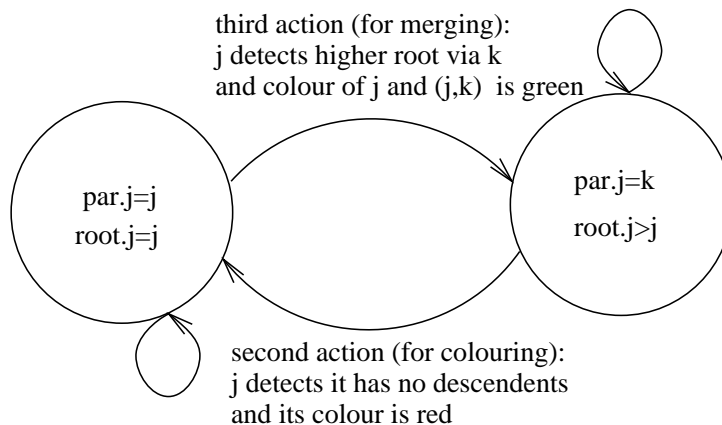 third action (for merging):
j detects higher root via k
and colour of j and (j,k) is green
par.j=j
root.j=j
par.j=k
root.j>j
second action (for colouring):
j detects it has no descendents
and its colour is red